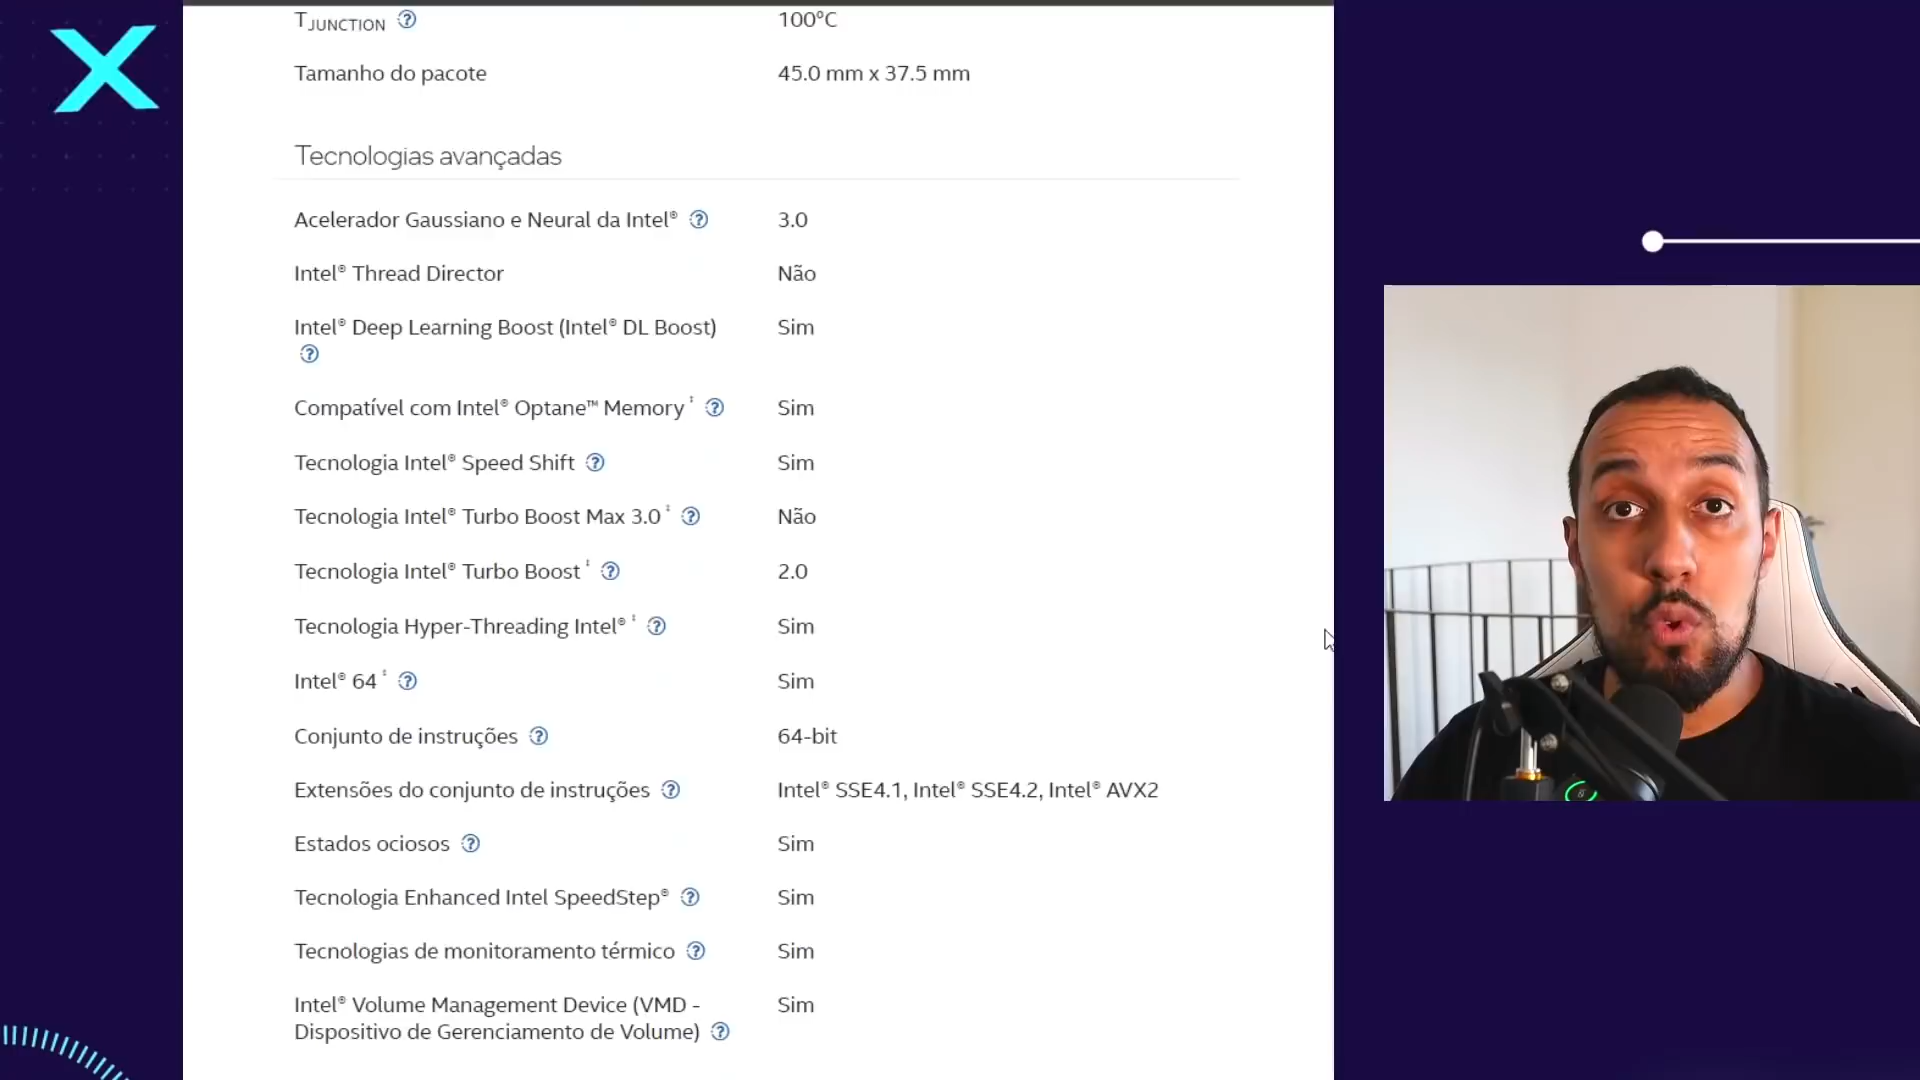 TJUNCTION ? 100°C
Tamanho do pacote 45.0 mm x 37.5 mm
Tecnologias avançadas
Acelerador Gaussiano e Neural da Intel® ? 3.0
Intel® Thread Director Não
Intel® Deep Learning Boost (Intel® DL Boost) Sim
?
Compatível com Intel® Optane™ Memory ‡ ? Sim
Tecnologia Intel® Speed Shift ? Sim
Tecnologia Intel® Turbo Boost Max 3.0 ‡ ? Não
Tecnologia Intel® Turbo Boost ‡ ? 2.0
Tecnologia Hyper-Threading Intel® ‡ ? Sim
Intel® 64 ‡ ? Sim
Conjunto de instruções ? 64-bit
Extensões do conjunto de instruções ? Intel® SSE4.1, Intel® SSE4.2, Intel® AVX2
Estados ociosos ? Sim
Tecnologia Enhanced Intel SpeedStep® ? Sim
Tecnologias de monitoramento térmico ? Sim
Intel® Volume Management Device (VMD - Sim
Dispositivo de Gerenciamento de Volume) ?